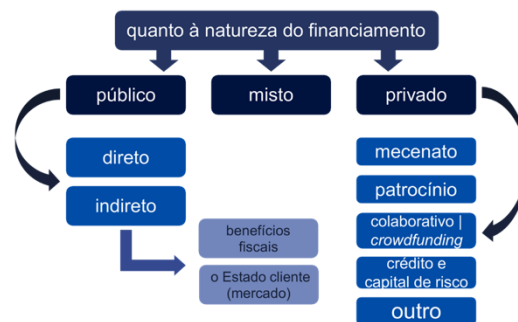 quanto à natureza do financiamento
público
misto
privado
direto
indireto
benefícios
fiscais
o Estado cliente
(mercado)
mecenato
patrocínio
colaborativo |
crowdfunding
crédito e
capital de risco
outro